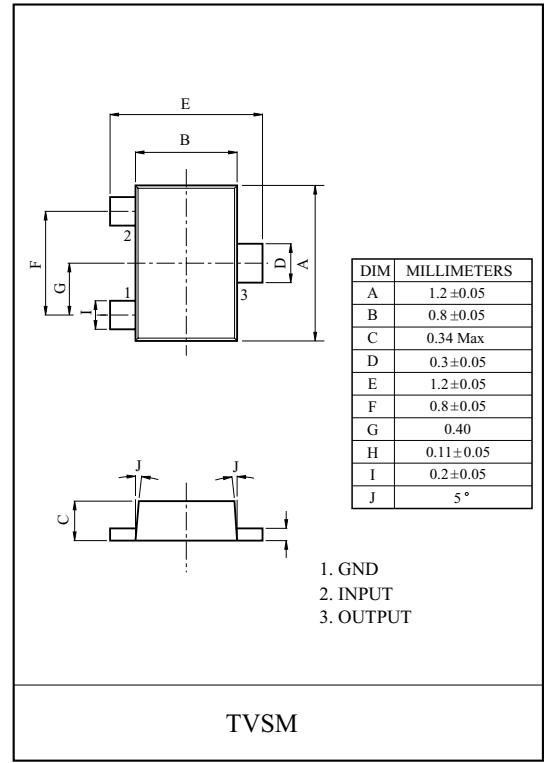 E
B
2
F
G
D
A
1
3
I
DIM MILLIMETERS
A 1.2 ±0.05
B 0.8 ±0.05
C 0.34 Max
D 0.3±0.05
E 1.2±0.05
F 0.8±0.05
G 0.40
H 0.11±0.05
I 0.2±0.05
J 5°
J J
C
1. GND
2. INPUT
3. OUTPUT
TVSM